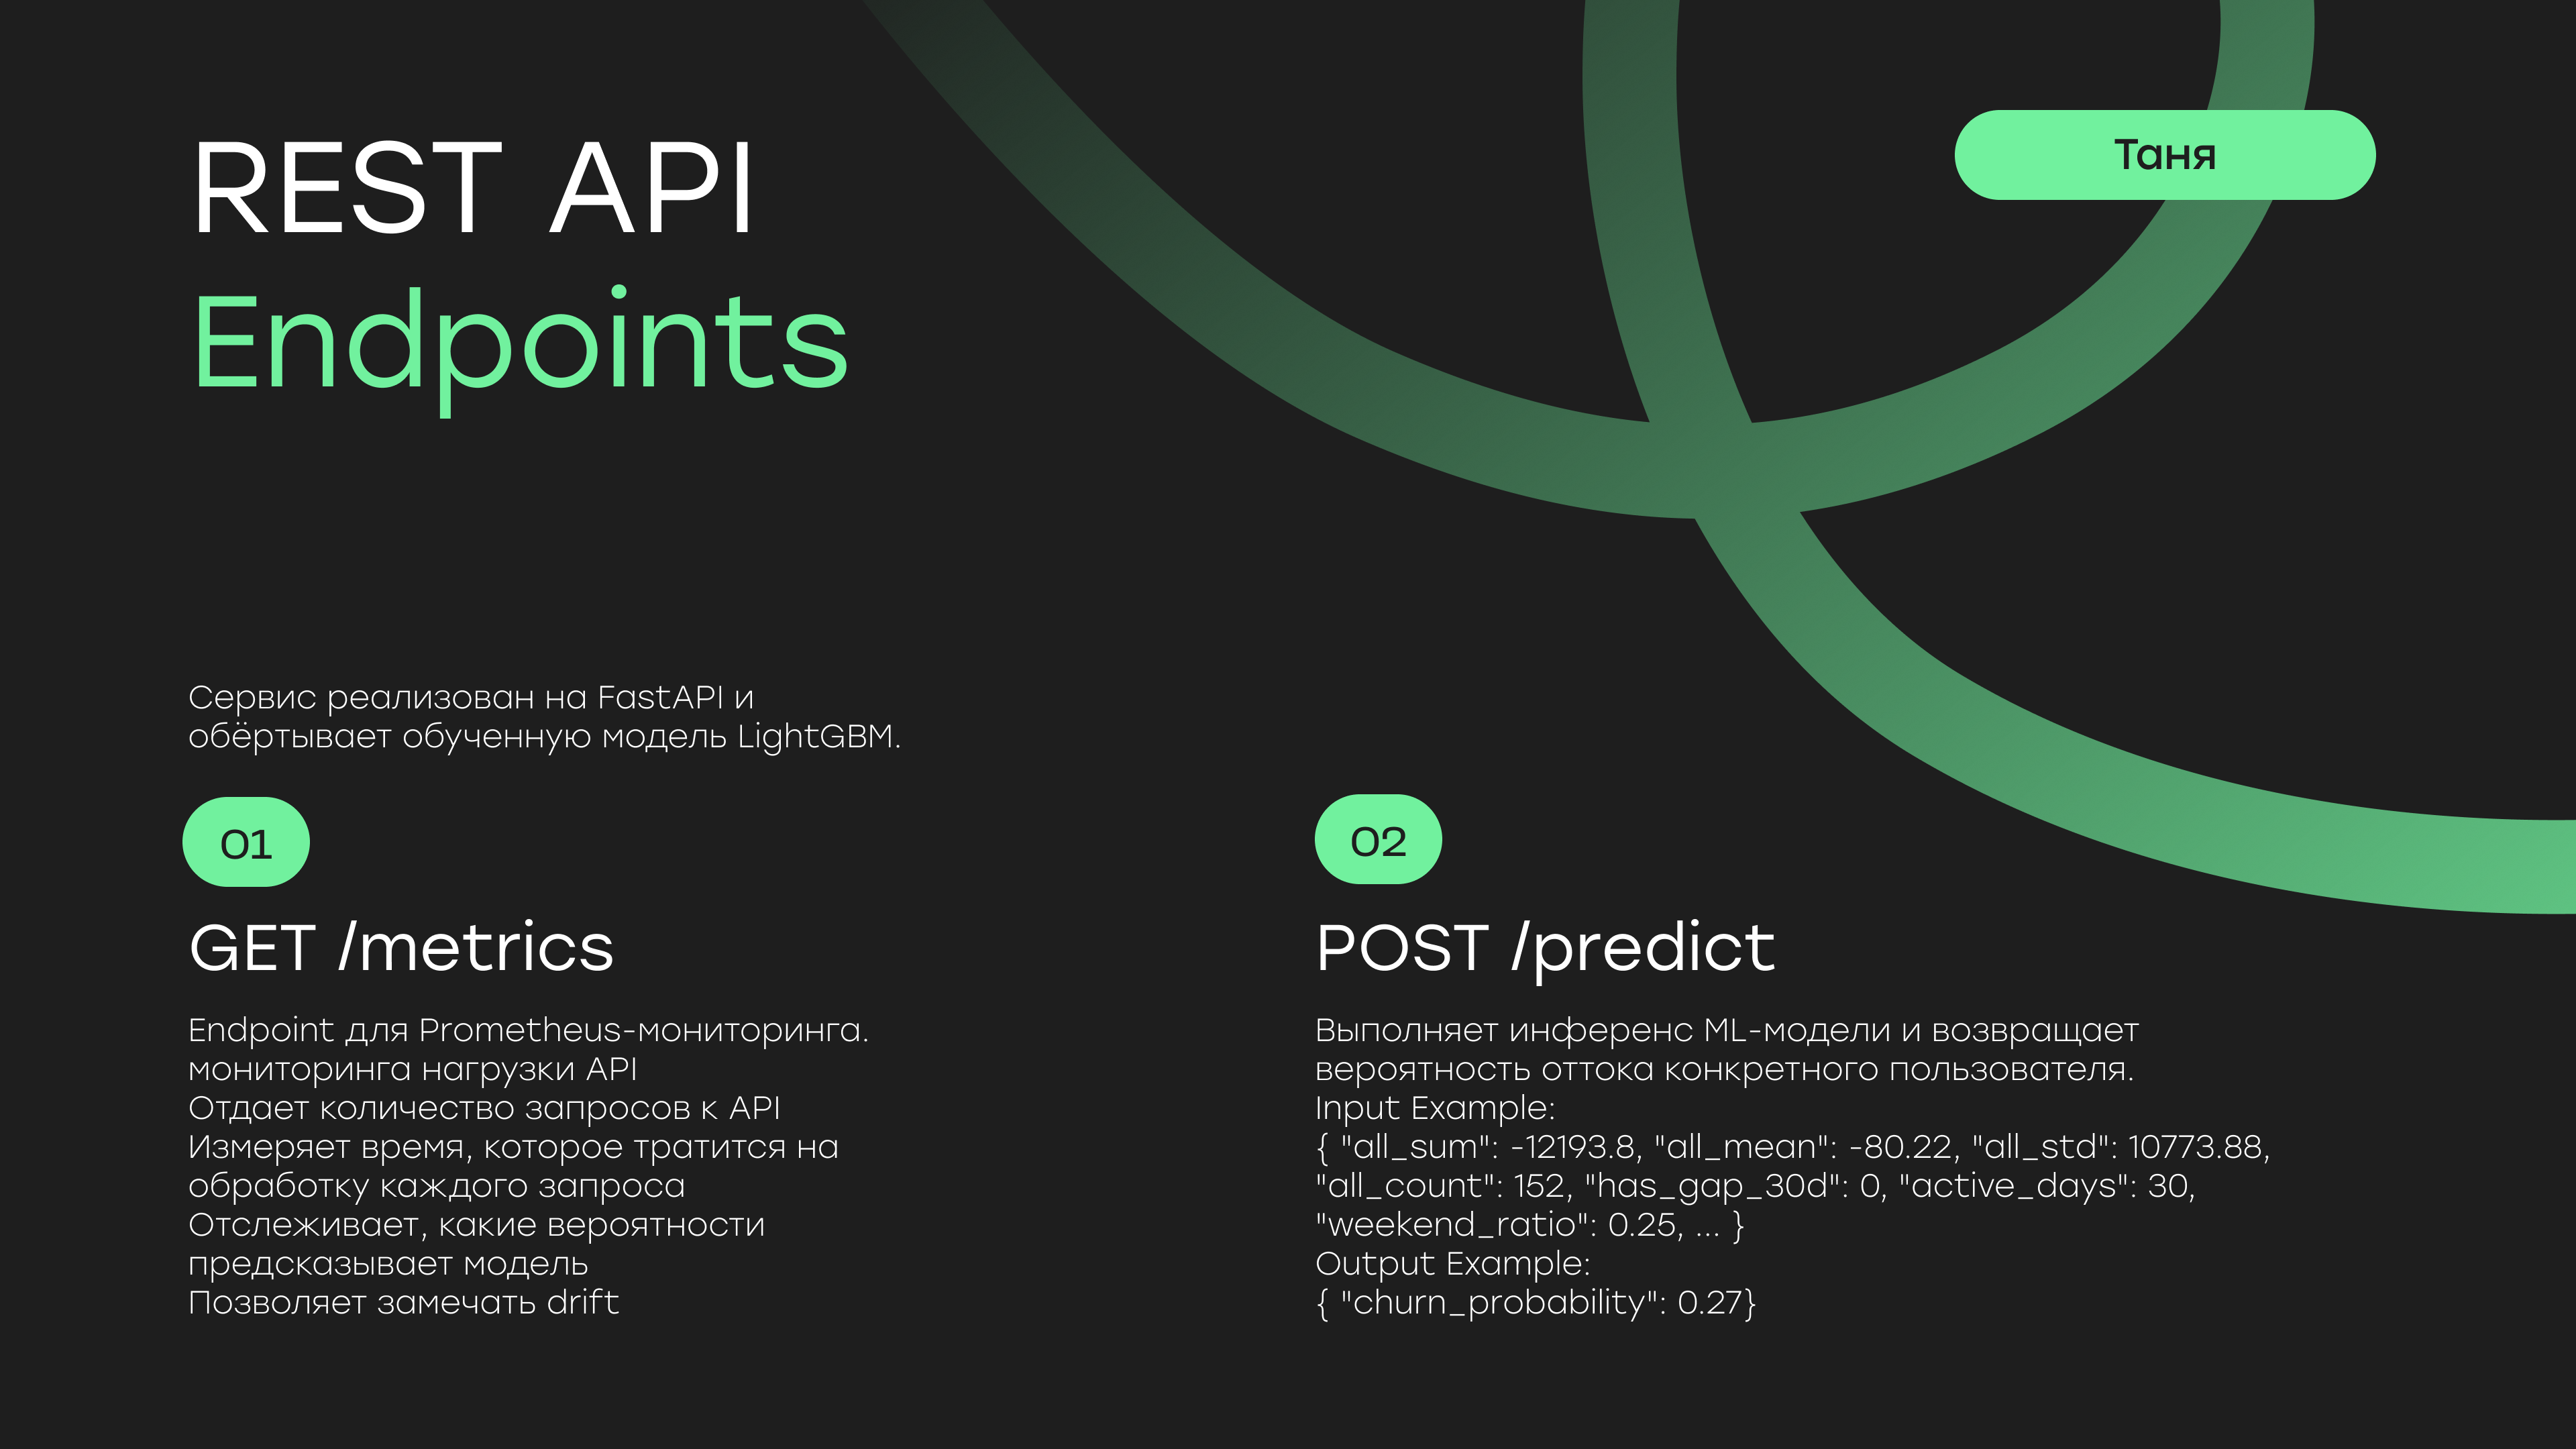 REST API
Endpoints
Таня
Сервис реализован на FastAPI и
обёртывает обученную модель LightGBM.
01
GET /metrics
Endpoint для Prometheus-мониторинга.
мониторинга нагрузки API
Отдает количество запросов к API
Измеряет время, которое тратится на
обработку каждого запроса
Отслеживает, какие вероятности
предсказывает модель
Позволяет замечать drift
02
POST /predict
Выполняет инференс ML-модели и возвращает
вероятность оттока конкретного пользователя.
Input Example:
{ "all_sum": -12193.8, "all_mean": -80.22, "all_std": 10773.88,
"all_count": 152, "has_gap_30d": 0, "active_days": 30,
"weekend_ratio": 0.25, ... }
Output Example:
{ "churn_probability": 0.27}